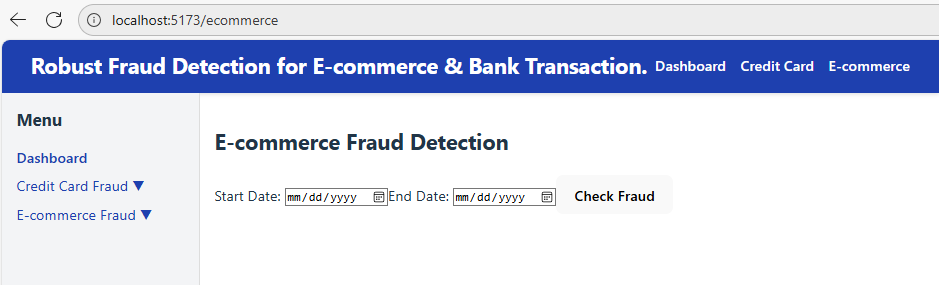 localhost:5173/ecommerce
Robust Fraud Detection for E-commerce & Bank Transaction. Dashboard Credit Card E-commerce
Menu
Dashboard
Credit Card Fraud ▼
E-commerce Fraud ▼
E-commerce Fraud Detection
Start Date: mm/dd/yyyy End Date: mm/dd/yyyy Check Fraud